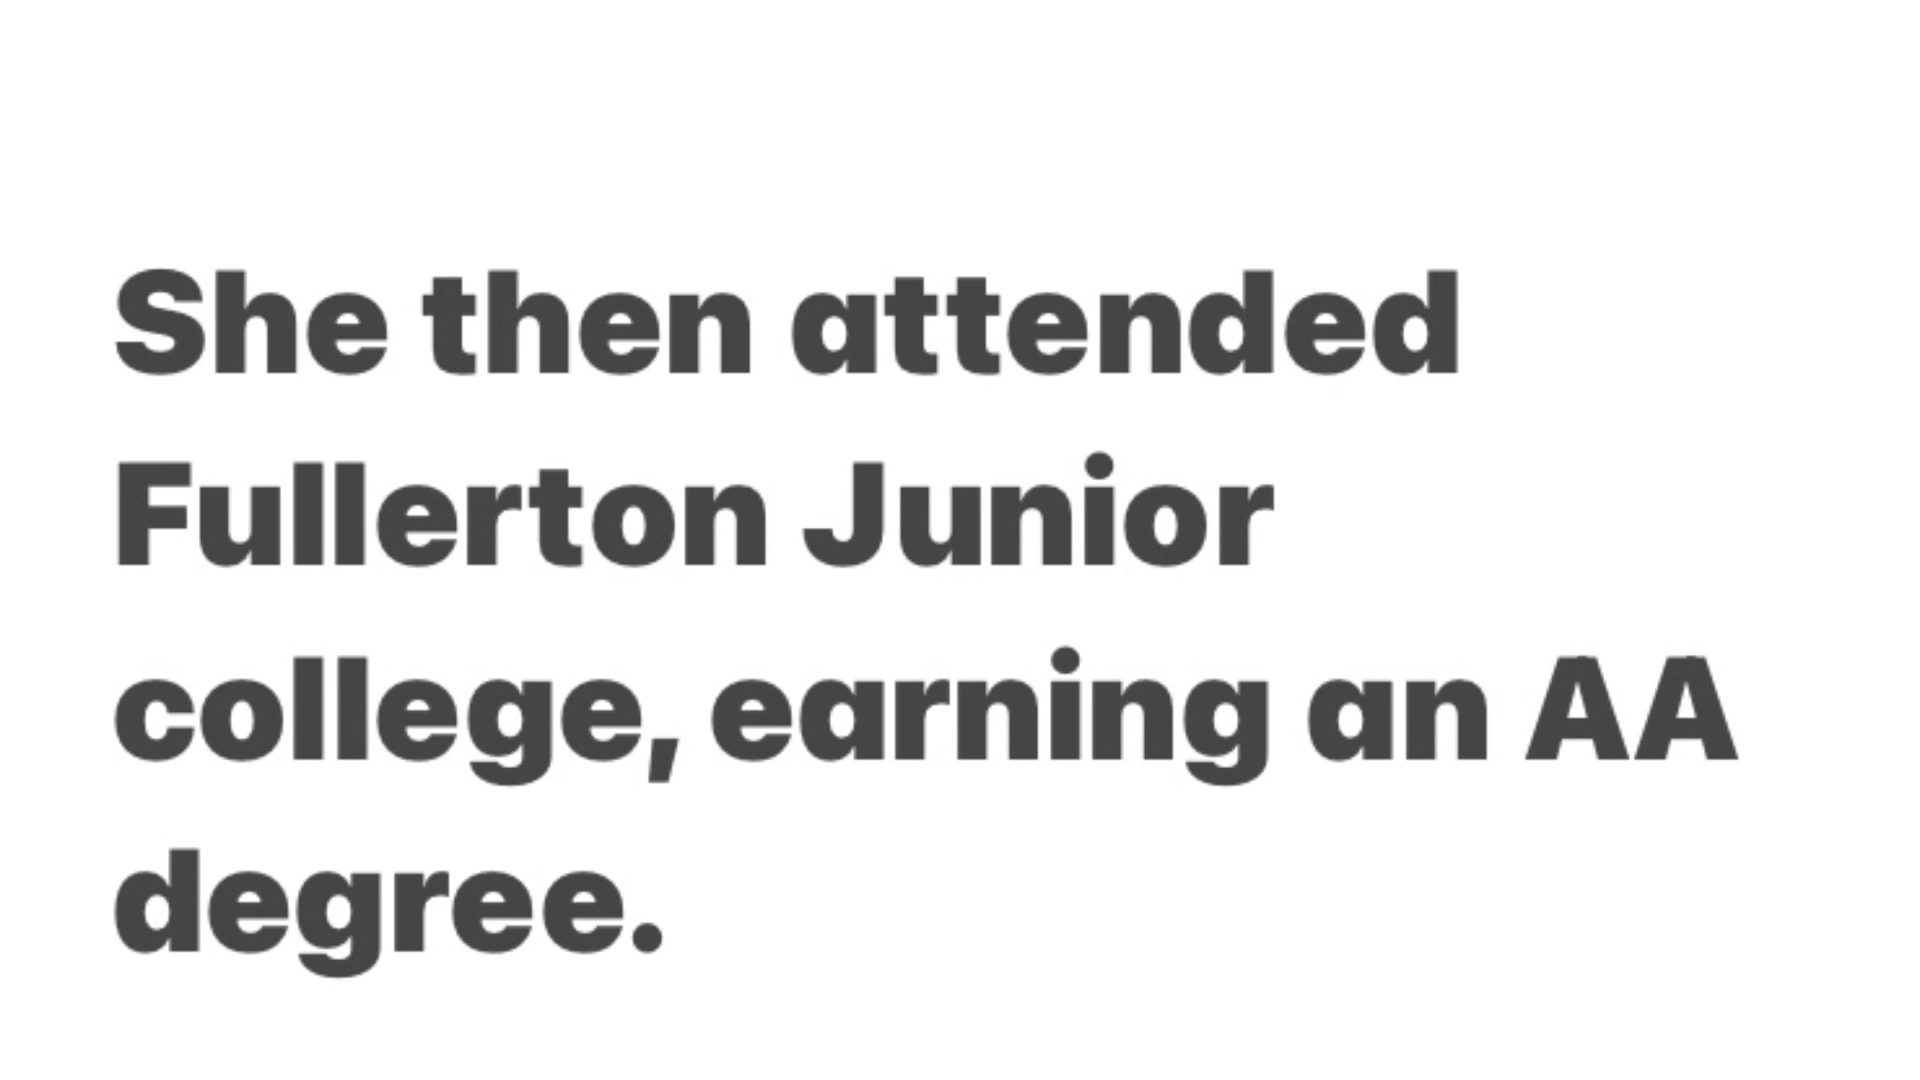 She then attended
Fullerton Junior
college, earning an AA
degree.